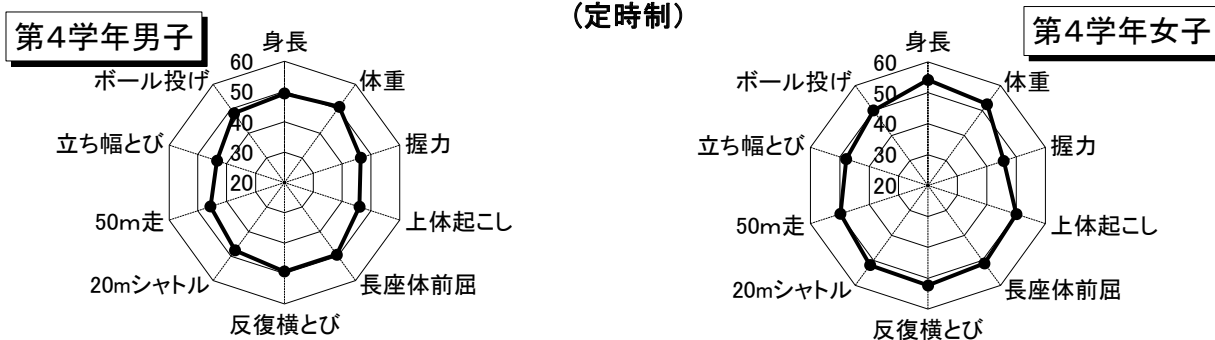 (定時制)
第4学年男子
身長
体重
握力
上体起こし
長座体前屈
反復横とび
20mシャトル
50m走
立ち幅とび
ボール投げ
60
50
40
30
20
第4学年女子
身長
体重
握力
上体起こし
長座体前屈
反復横とび
20mシャトル
50m走
立ち幅とび
ボール投げ
60
50
40
30
20